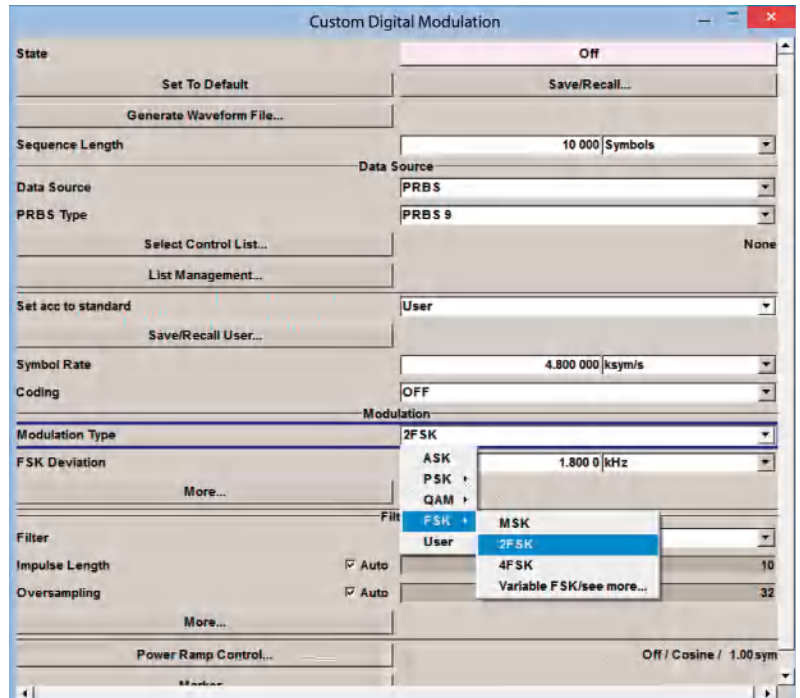 Custom Digital Modulation
State
Off
Set To Default
Save/Recall...
Generate Waveform File...
Sequence Length
10 000 Symbols
Data Source
Data Source
PRBS
PRBS Type
PRBS 9
Select Control List...
None
List Management...
Set acc to standard
User
Save/Recall User...
Symbol Rate
4.800 000 ksym/s
Coding
OFF
Modulation
Modulation Type
2FSK
FSK Deviation
1.800 0 kHz
More...
ASK
PSK
QAM
FSK
User
MSK
2FSK
4FSK
Variable FSK/see more...
Filt
Filter
Impulse Length
Auto
10
Oversampling
Auto
32
More...
Power Ramp Control...
Off / Cosine / 1.00 sym